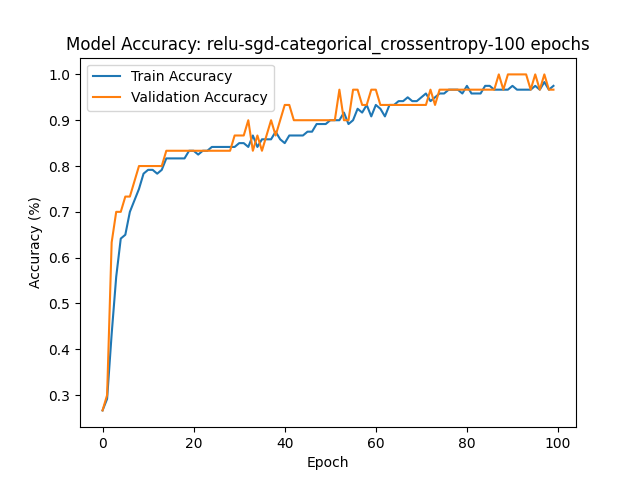 Model Accuracy: relu-sgd-categorical_crossentropy-100 epochs
Train Accuracy
Validation Accuracy
1.0
0.9
0.8
0.7
0.6
0.5
0.4
0.3
Accuracy (%)
0 20 40 60 80 100
Epoch